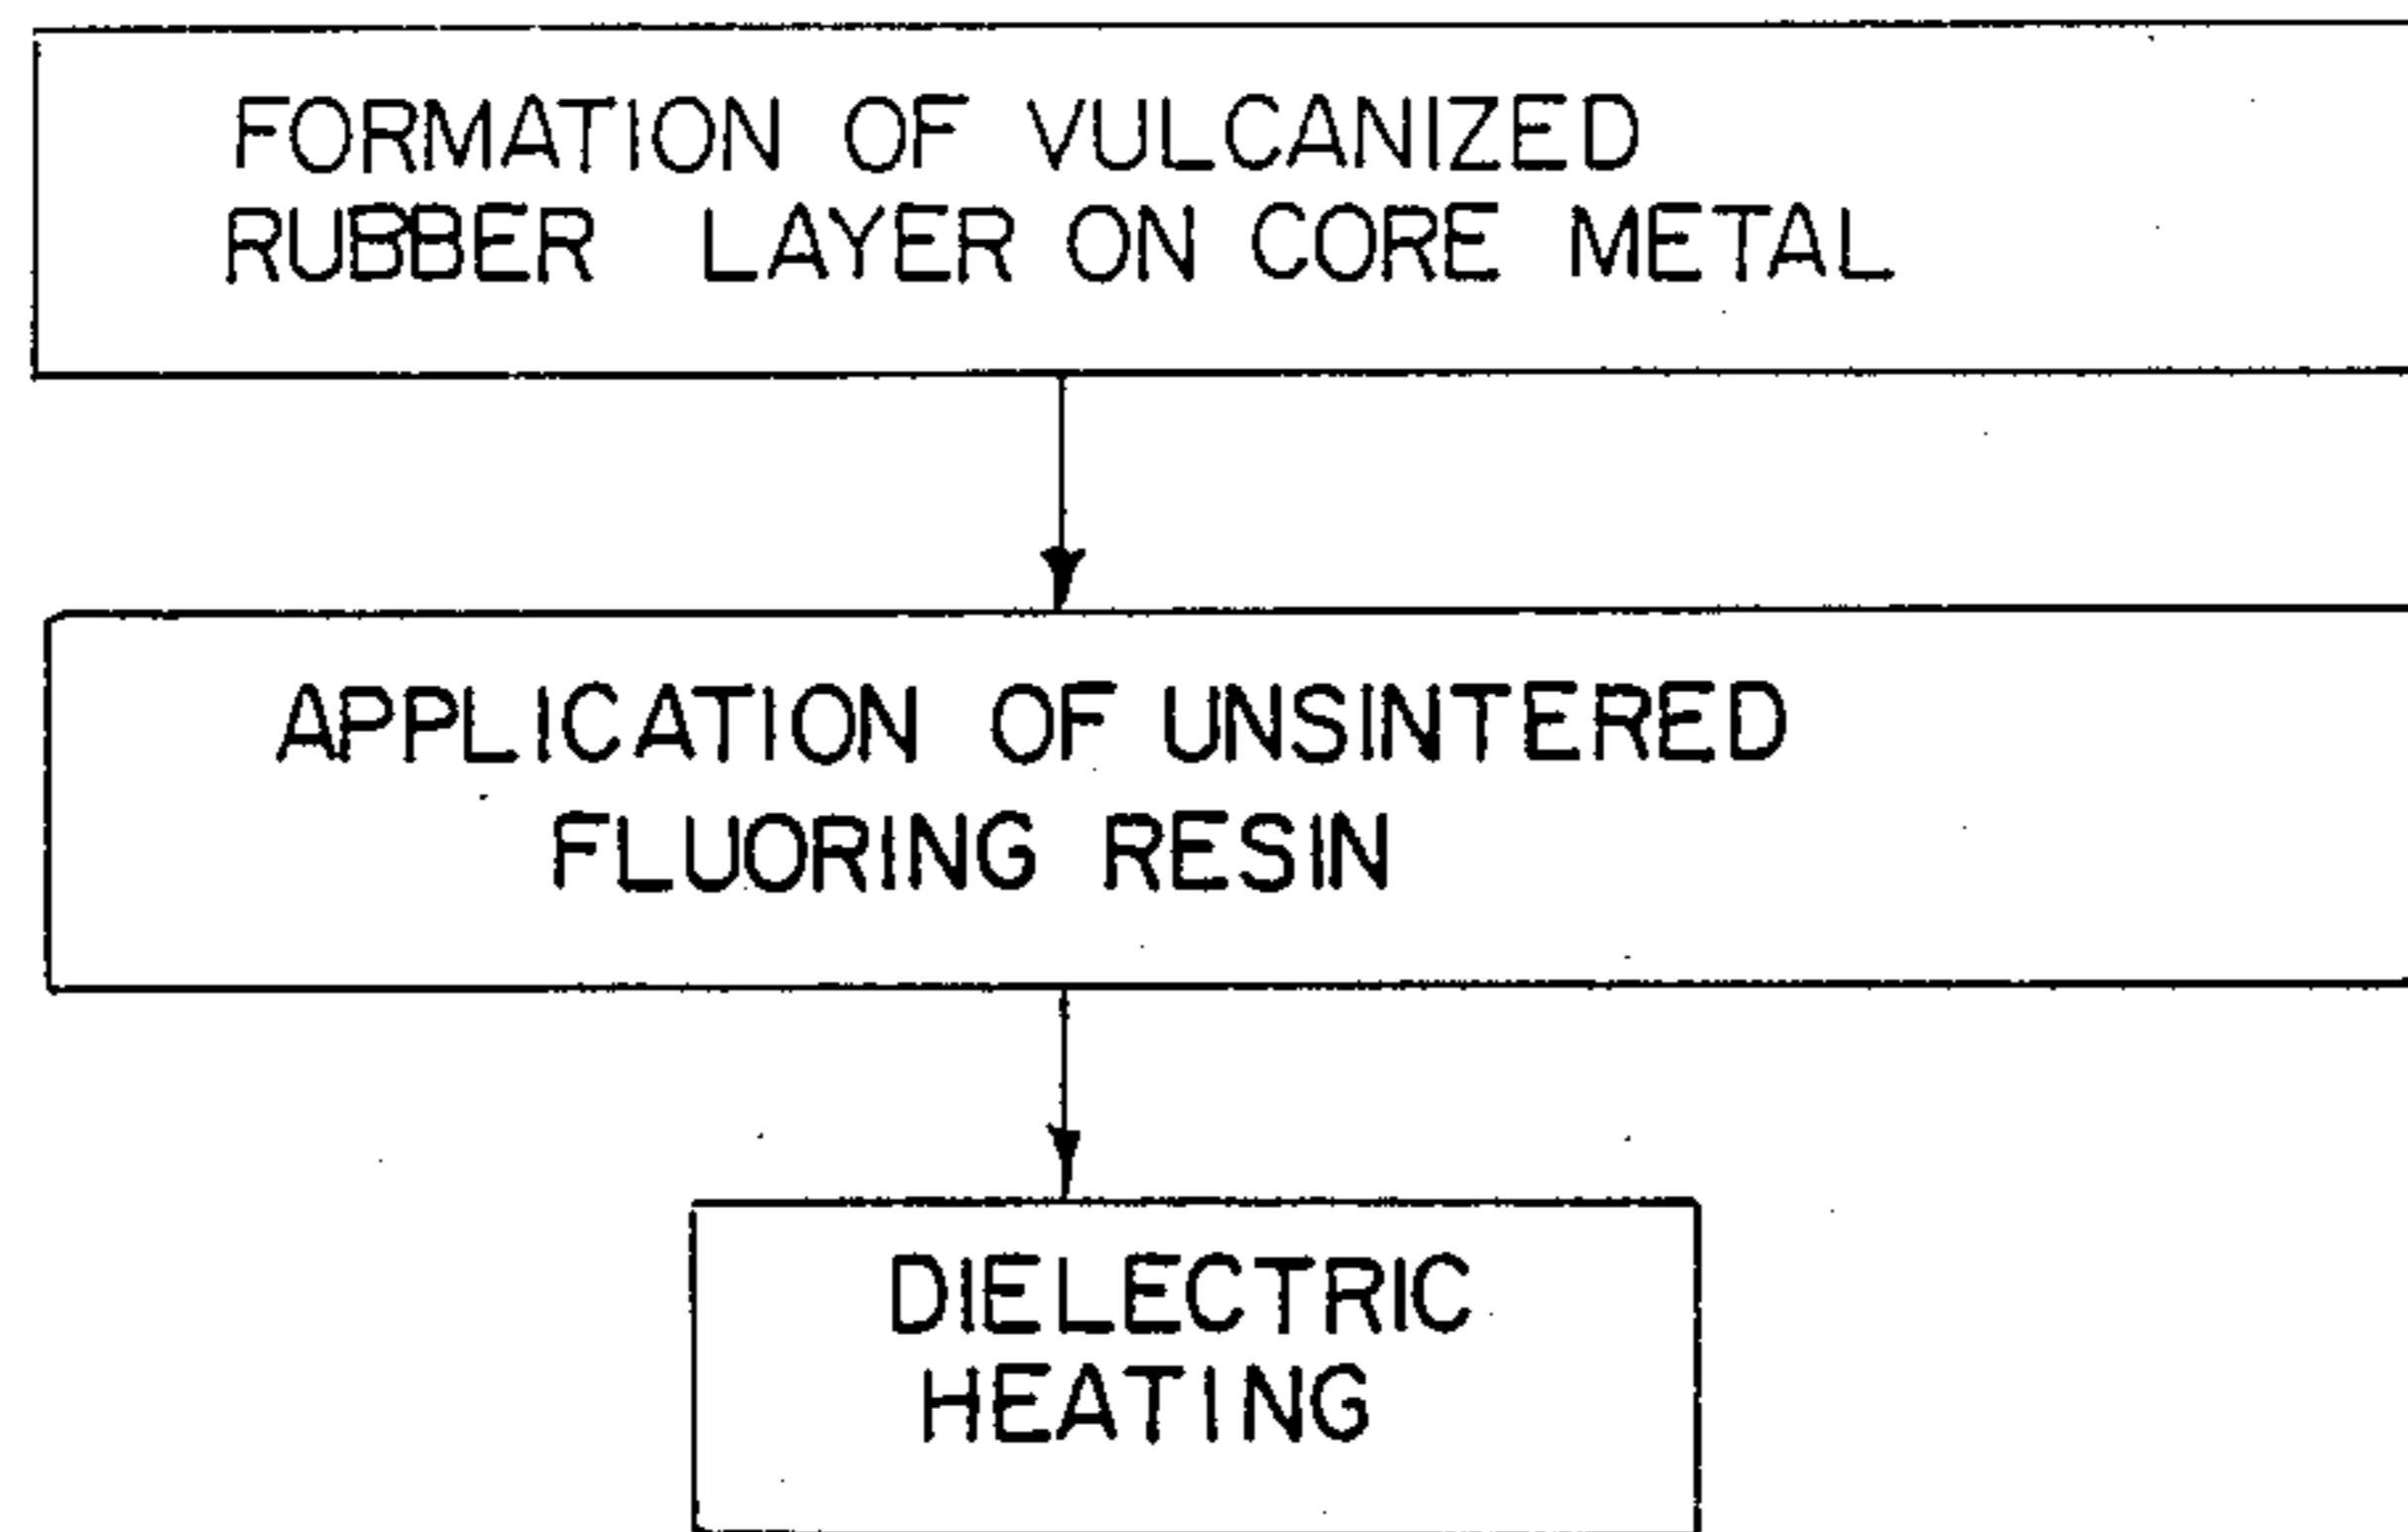 FORMATION OF VULCANIZED
RUBBER LAYER ON CORE METAL
APPLICATION OF UNSINTERED
FLUORING RESIN
DIELECTRIC
HEATING